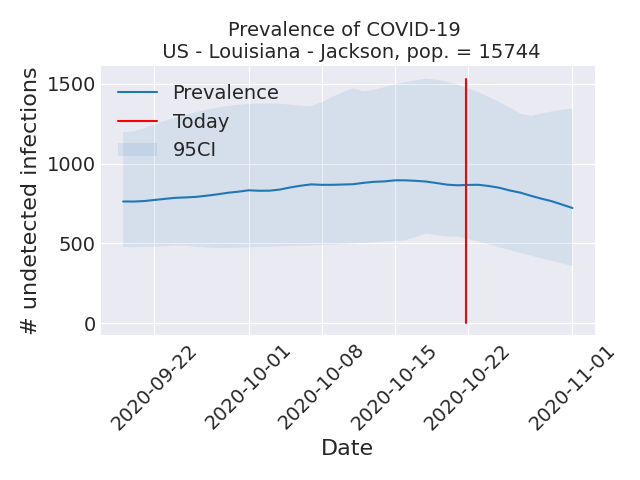 Prevalence of COVID-19
US - Louisiana - Jackson, pop. = 15744
# undetected infections
1500
1000
500
0
Prevalence
Today
95CI
2020-09-22
2020-10-01
2020-10-08
2020-10-15
2020-10-22
2020-11-01
Date